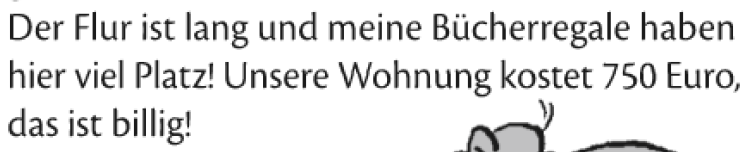 Der Flur ist lang und meine Bücherregale haben
hier viel Platz! Unsere Wohnung kostet 750 Euro,
das ist billig!